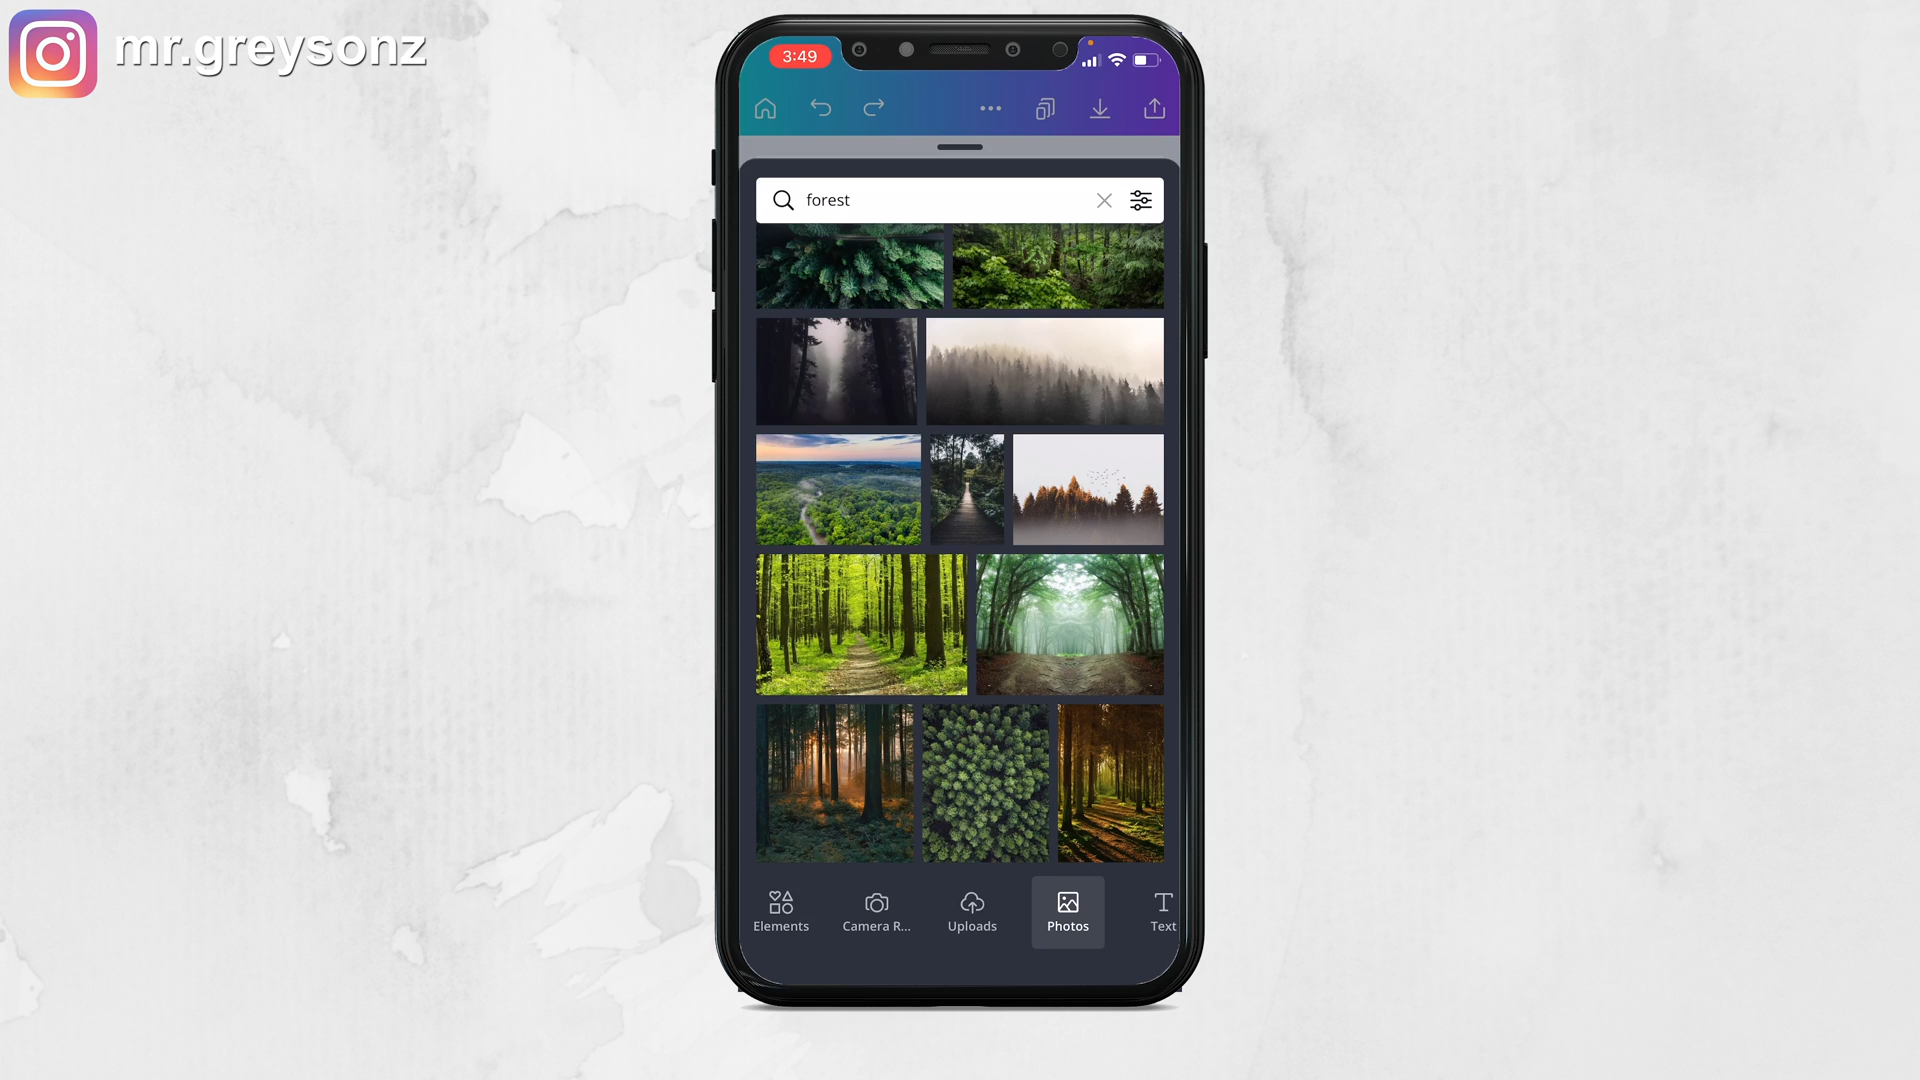 mr.greysonz
3:49
forest
Elements
Camera R...
Uploads
Photos
Text